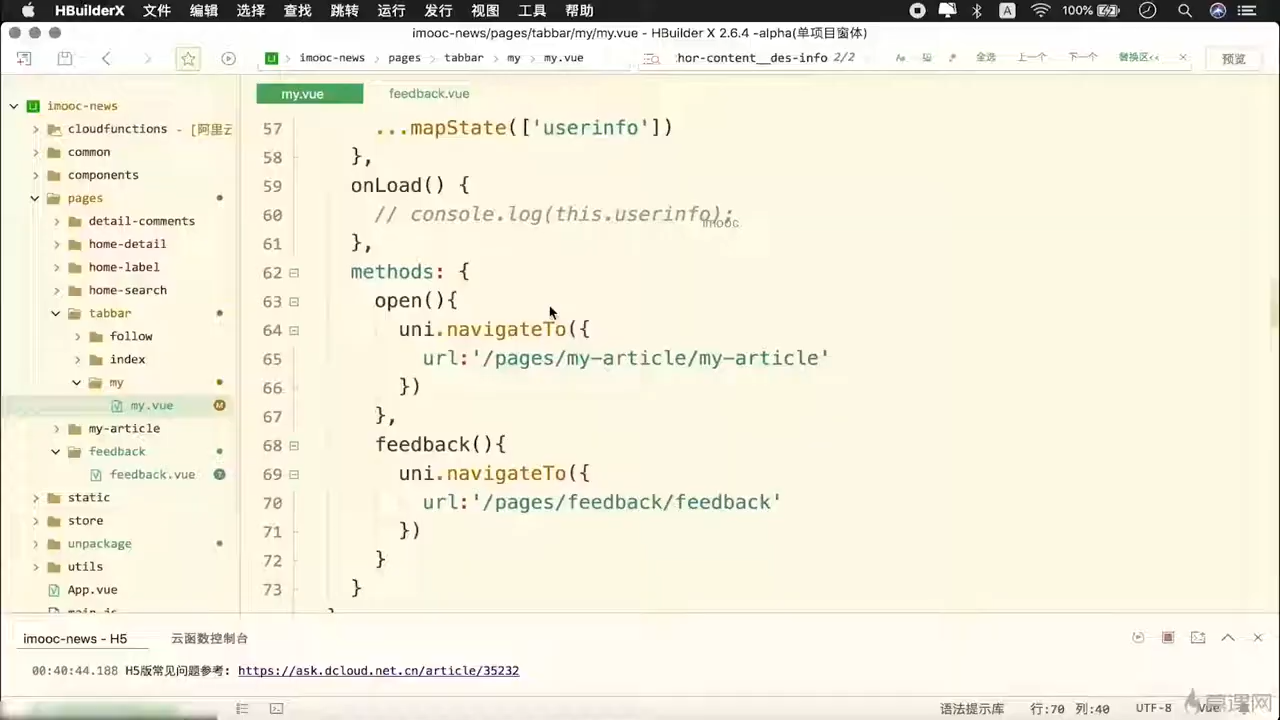 HBuilderX 文件 编辑 选择 查找 跳转 运行 发行 视图 工具 帮助 100%
imooc-news/pages/tabbar/my/my.vue - HBuilder X 2.6.4 -alpha(单项目窗体)
imooc-news pages tabbar my my.vue :hor-content__des-info 2/2 全选 上一个 下一个 替换区<< 预览
my.vue feedback.vue
imooc-news
cloudfunctions - [阿里云
common
components
pages
detail-comments
home-detail
home-label
home-search
tabbar
follow
index
my
my.vue M
my-article
feedback
feedback.vue ?
static
store
unpackage
utils
App.vue
main.js
57 ...mapState(['userinfo'])
58 },
59 onLoad() {
60 // console.log(this.userinfo);
imooc
61 },
62 methods: {
63 open(){
64 uni.navigateTo({
65 url:'/pages/my-article/my-article'
66 })
67 },
68 feedback(){
69 uni.navigateTo({
70 url:'/pages/feedback/feedback'
71 })
72 }
73 }
imooc-news - H5 云函数控制台
00:40:44.188 H5版常见问题参考: https://ask.dcloud.net.cn/article/35232
语法提示库 行:70 列:40 UTF-8 Vue
慕课网